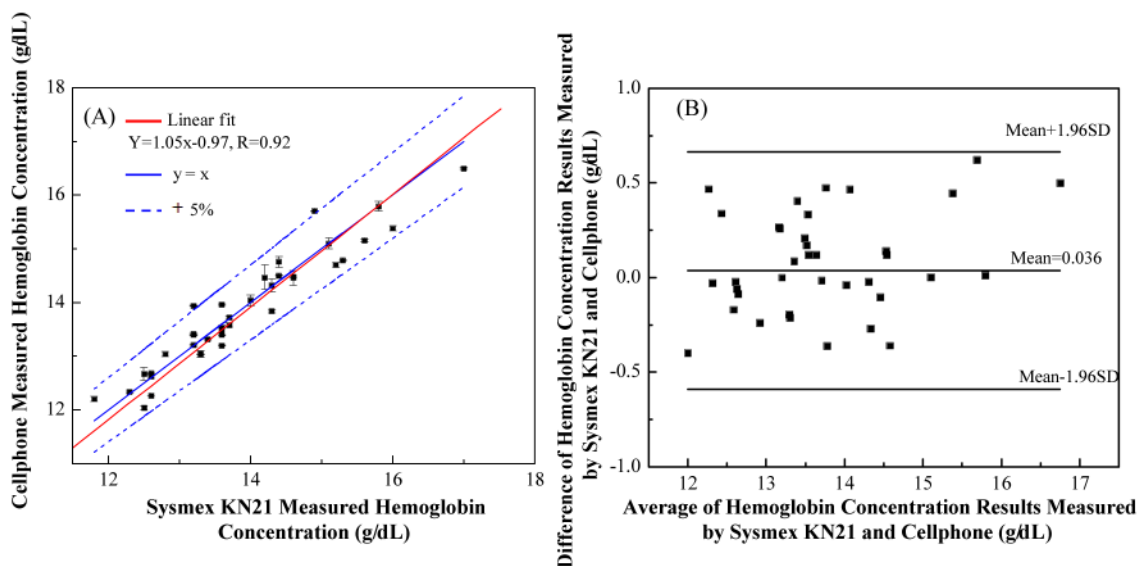 Cellphone Measured Hemoglobin Concentration (g/dL)
18
16
14
12
(A)
Linear fit
Y=1.05x-0.97, R=0.92
y = x
+ 5%
12
14
16
18
Sysmex KN21 Measured Hemoglobin
Concentration (g/dL)
Difference of Hemoglobin Concentration Results Measured
by Sysmex KN21 and Cellphone (g/dL)
1.0
0.5
0.0
-0.5
-1.0
(B)
Mean+1.96SD
Mean=0.036
Mean-1.96SD
12
13
14
15
16
17
Average of Hemoglobin Concentration Results Measured
by Sysmex KN21 and Cellphone (g/dL)